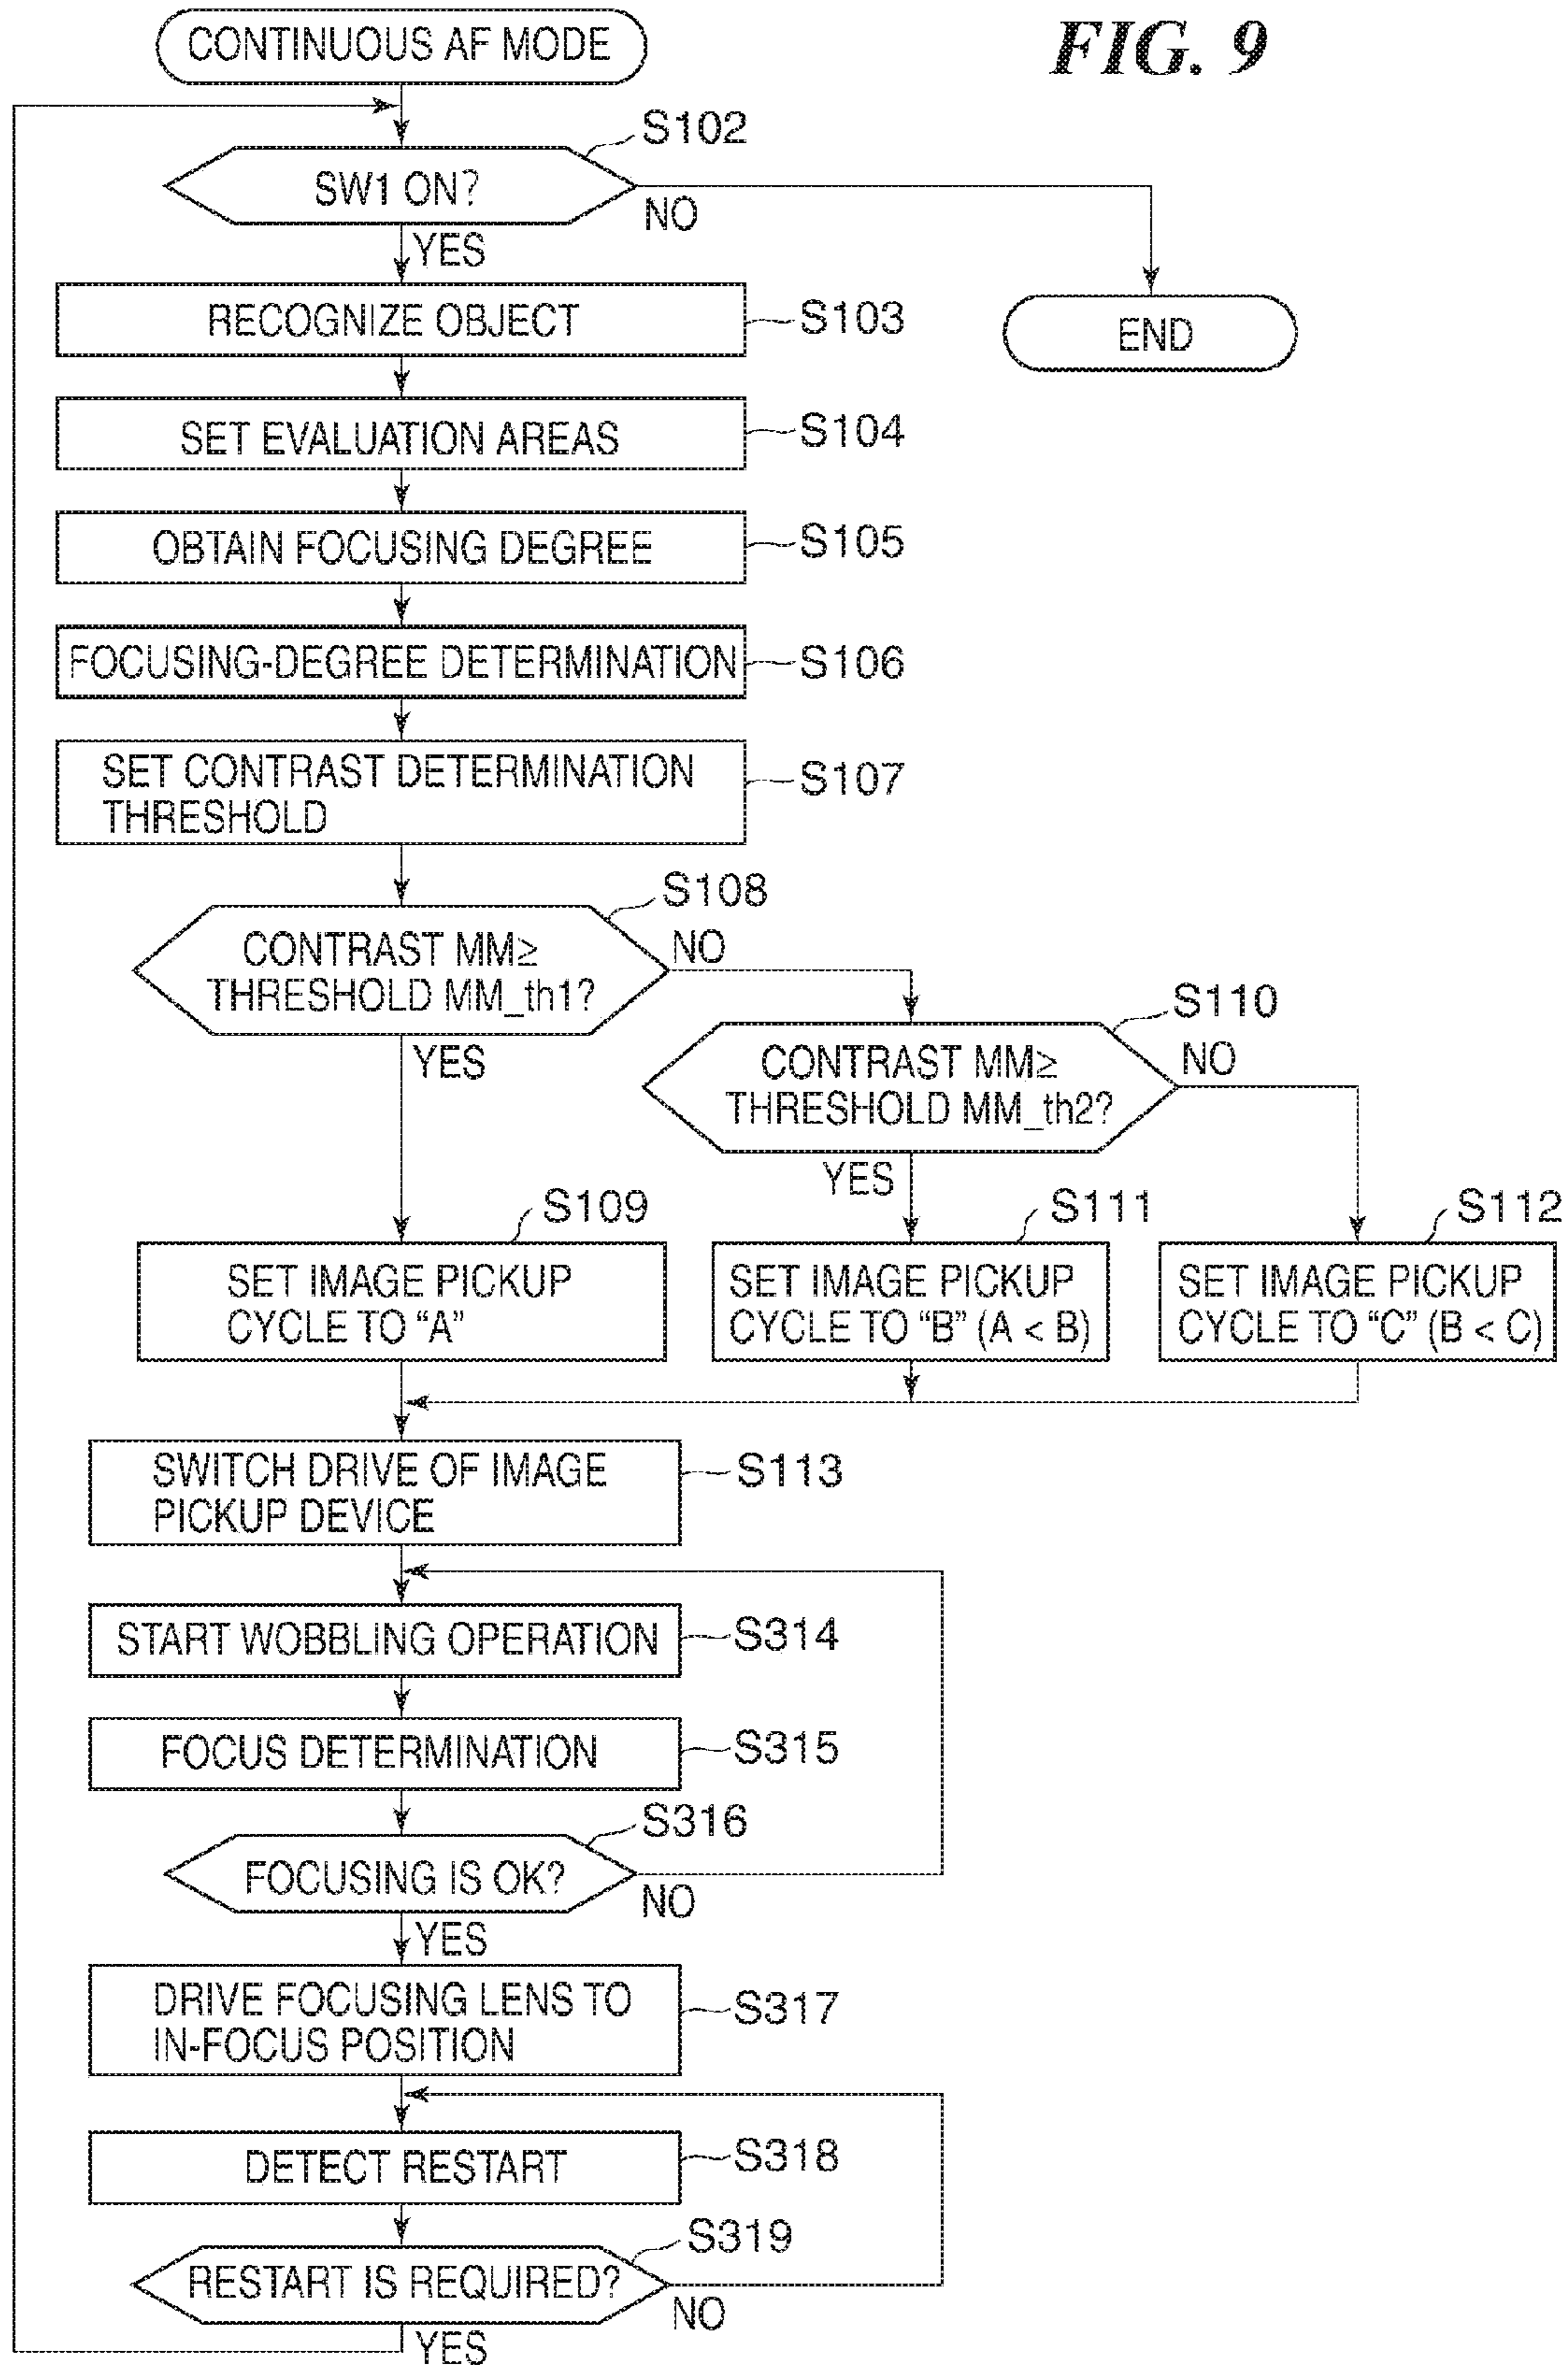 FIG. 9
CONTINUOUS AF MODE
S102
SW1 ON?
NO
YES
RECOGNIZE OBJECT
S103
END
SET EVALUATION AREAS
S104
OBTAIN FOCUSING DEGREE
S105
FOCUSING-DEGREE DETERMINATION
S106
SET CONTRAST DETERMINATION
THRESHOLD
S107
S108
CONTRAST MM≥
THRESHOLD MM_th1?
NO
YES
S110
CONTRAST MM≥
THRESHOLD MM_th2?
NO
YES
S109
SET IMAGE PICKUP
CYCLE TO “A”
S111
SET IMAGE PICKUP
CYCLE TO “B” (A < B)
S112
SET IMAGE PICKUP
CYCLE TO “C” (B < C)
SWITCH DRIVE OF IMAGE
PICKUP DEVICE
S113
START WOBBLING OPERATION
S314
FOCUS DETERMINATION
S315
S316
FOCUSING IS OK?
NO
YES
DRIVE FOCUSING LENS TO
IN-FOCUS POSITION
S317
DETECT RESTART
S318
S319
RESTART IS REQUIRED?
NO
YES